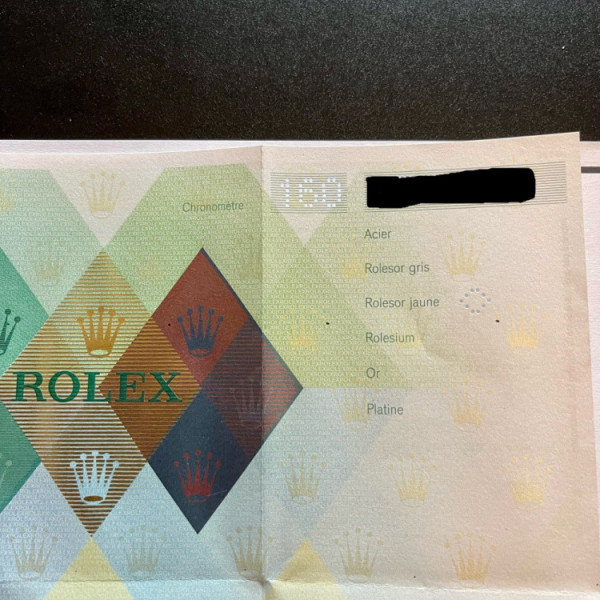 Chronomètre
160
Acier
Rolesor gris
Rolesor jaune
Rolesium
Or
Platine
ROLEX